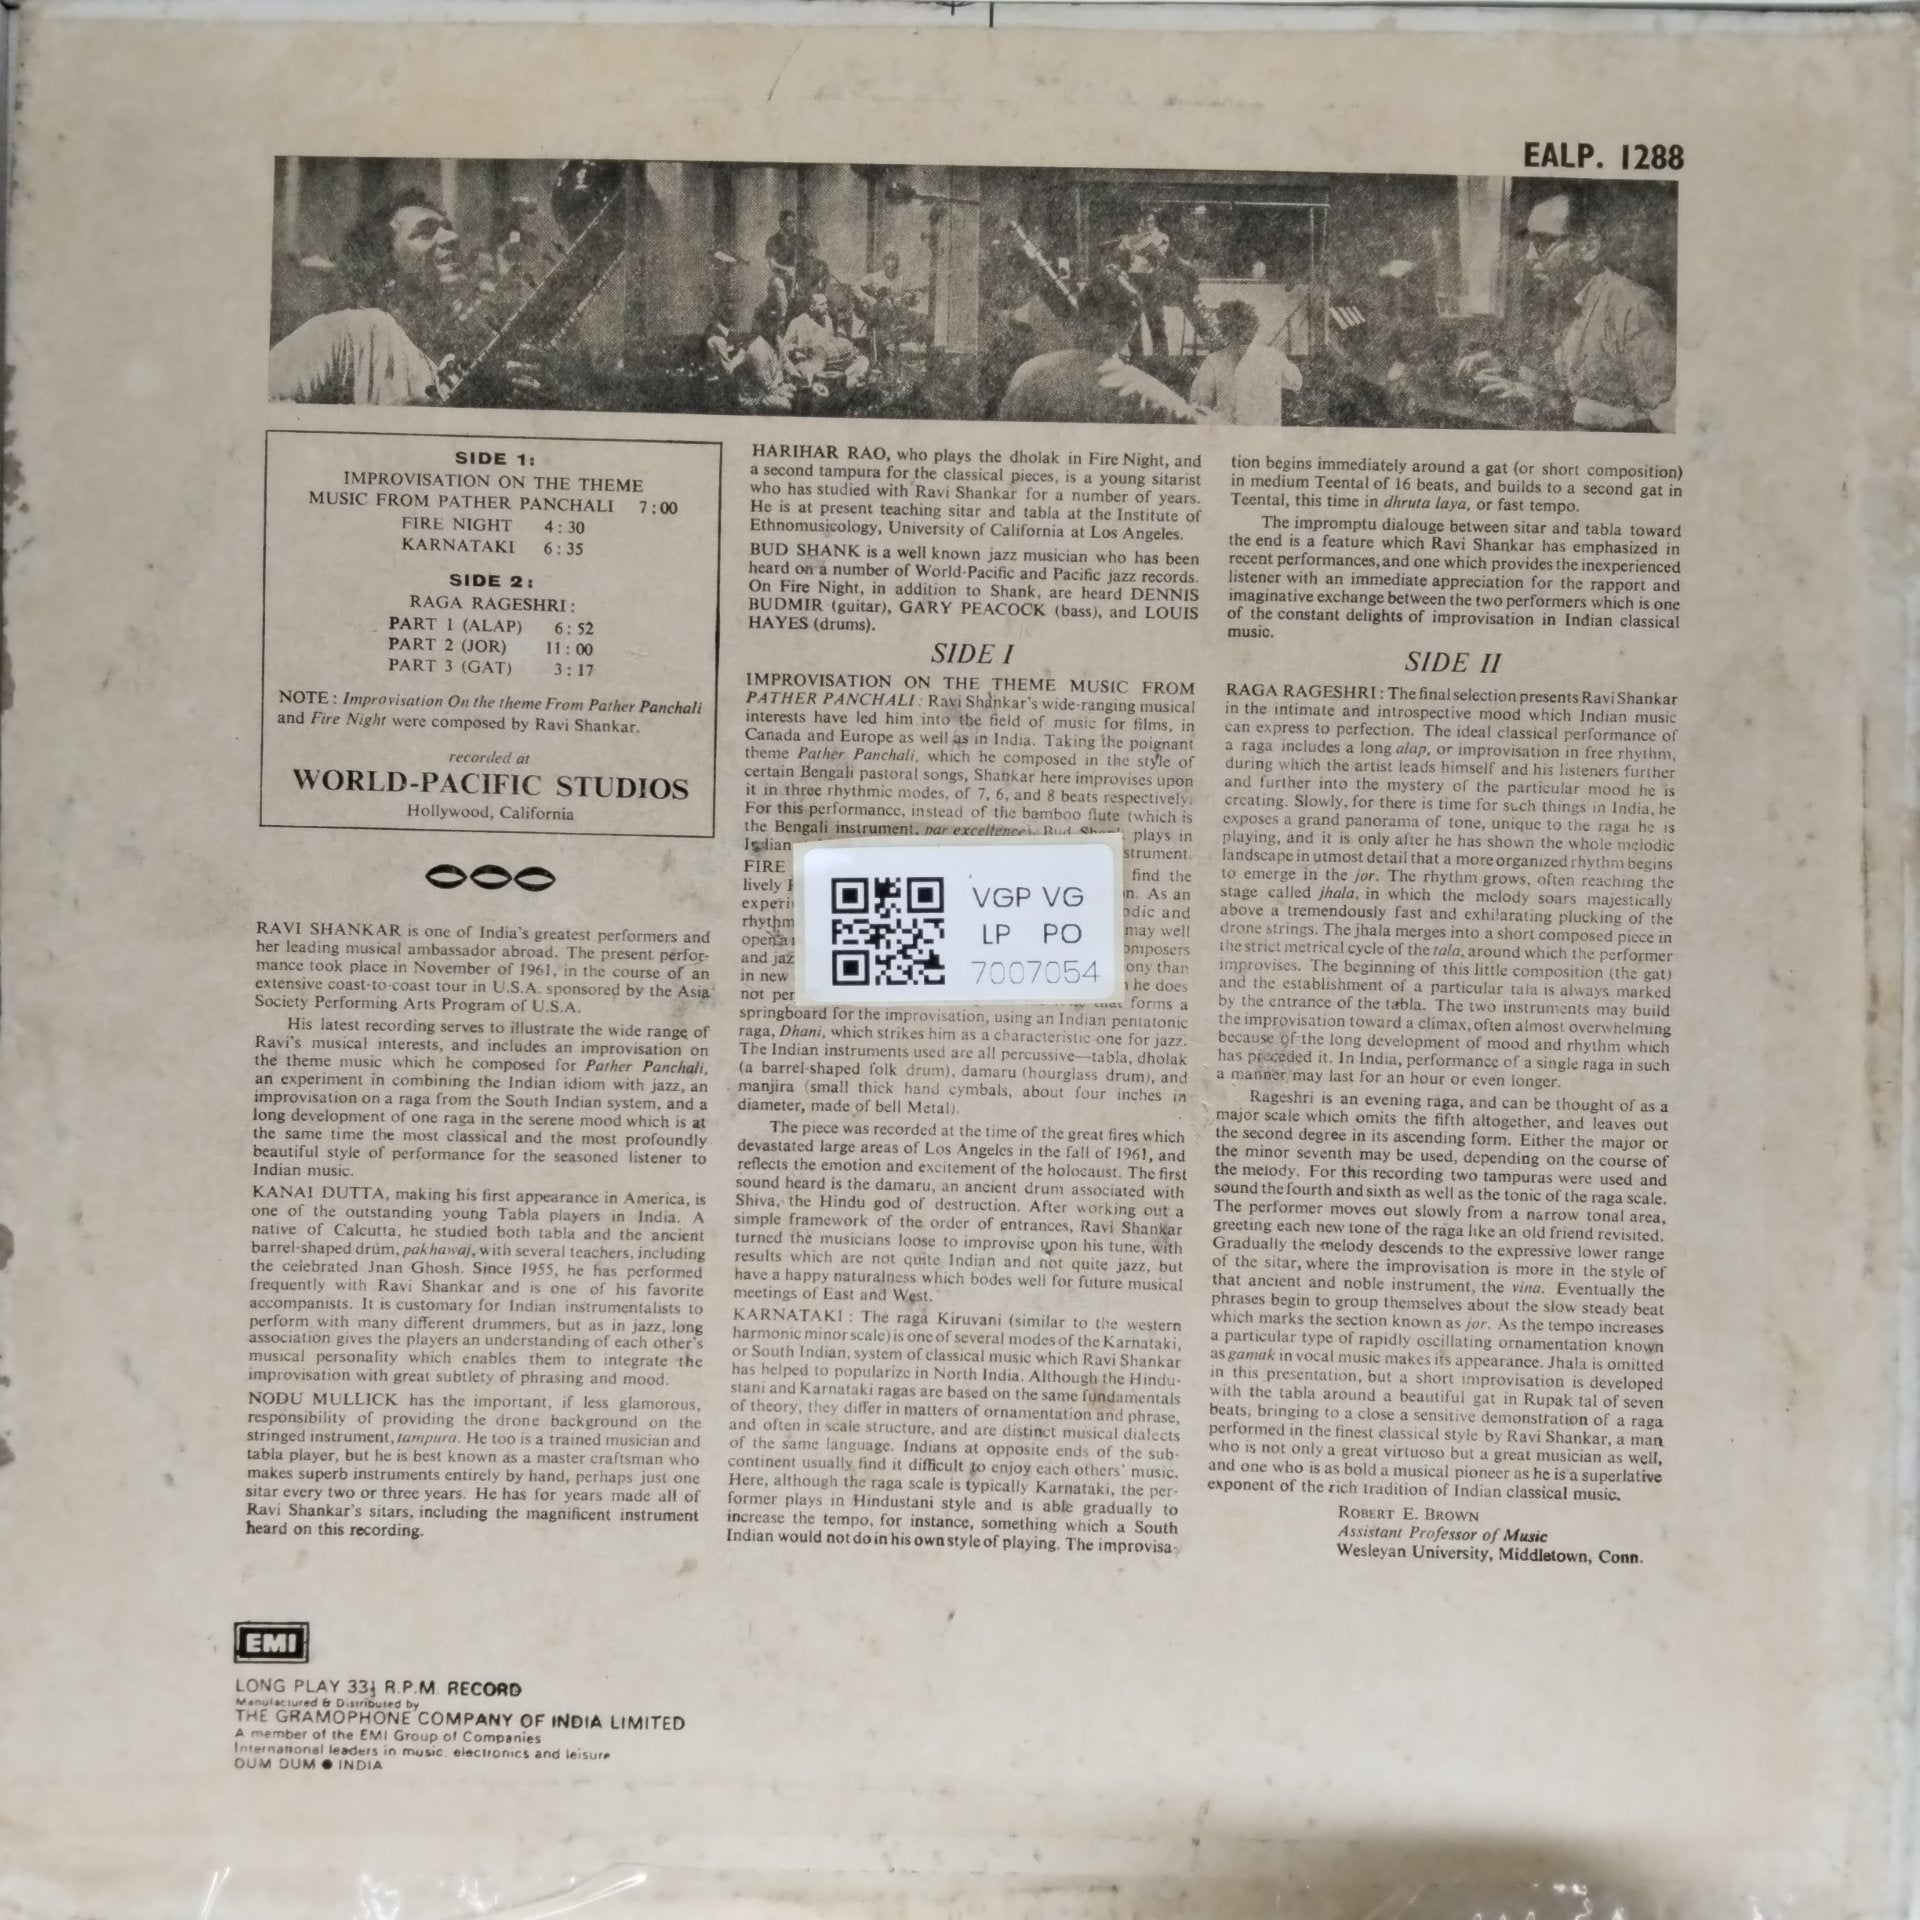 EALP. 1288
SIDE 1:
IMPROVISATION ON THE THEME
MUSIC FROM PATHER PANCHALI 7:00
FIRE NIGHT 4:30
KARNATAKI 6:35
SIDE 2:
RAGA RAGESHRI:
PART 1 (ALAP) 6:52
PART 2 (JOR) 11:00
PART 3 (GAT) 3:17
NOTE: Improvisation On the theme From Pather Panchali
and Fire Night were composed by Ravi Shankar.
recorded at
WORLD-PACIFIC STUDIOS
Hollywood, California
RAVI SHANKAR is one of India's greatest performers and
her leading musical ambassador abroad. The present perfor-
mance took place in November of 1961, in the course of an
extensive coast-to-coast tour in U.S.A. sponsored by the Asia
Society Performing Arts Program of U.S.A.
His latest recording serves to illustrate the wide range of
Ravi's musical interests, and includes an improvisation on
the theme music which he composed for Pather Panchali,
an experiment in combining the Indian idiom with jazz, an
improvisation on a raga from the South Indian system, and a
long development of one raga in the serene mood which is at
the same time the most classical and the most profoundly
beautiful style of performance for the seasoned listener to
Indian music.
KANAI DUTTA, making his first appearance in America, is
one of the outstanding young Tabla players in India. A
native of Calcutta, he studied both tabla and the ancient
barrel-shaped drum, pakhawaj, with several teachers, including
the celebrated Jnan Ghosh. Since 1955, he has performed
frequently with Ravi Shankar and is one of his favorite
accompanists. It is customary for Indian instrumentalists to
perform with many different drummers, but as in jazz, long
association gives the players an understanding of each other's
musical personality which enables them to integrate the
improvisation with great subtlety of phrasing and mood.
NODU MULLICK has the important, if less glamorous,
responsibility of providing the drone background on the
stringed instrument, tampura. He too is a trained musician and
tabla player, but he is best known as a master craftsman who
makes superb instruments entirely by hand, perhaps just one
sitar every two or three years. He has for years made all of
Ravi Shankar's sitars, including the magnificent instrument
heard on this recording.
HARIHAR RAO, who plays the dholak in Fire Night, and
a second tampura for the classical pieces, is a young sitarist
who has studied with Ravi Shankar for a number of years.
He is at present teaching sitar and tabla at the Institute of
Ethnomusicology, University of California at Los Angeles.
BUD SHANK is a well known jazz musician who has been
heard on a number of World-Pacific and Pacific jazz records.
On Fire Night, in addition to Shank, are heard DENNIS
BUDMIR (guitar), GARY PEACOCK (bass), and LOUIS
HAYES (drums).
SIDE I
IMPROVISATION ON THE THEME MUSIC FROM
PATHER PANCHALI: Ravi Shankar's wide-ranging musical
interests have led him into the field of music for films, in
Canada and Europe as well as in India. Taking the poignant
theme Pather Panchali, which he composed in the style of
certain Bengali pastoral songs, Shankar here improvises upon
it in three rhythmic modes, of 7, 6, and 8 beats respectively.
For this performance, instead of the bamboo flute (which is
the Bengali instrument, par excellence), Bud Shank plays in
Indian strument.
FIRE find the
lively
experi n. As an
rhythm odic and
open a may well
and jaz omposers
in new ony than
not per he does
that forms a
springboard for the improvisation, using an Indian pentatonic
raga, Dhani, which strikes him as a characteristic one for jazz.
The Indian instruments used are all percussive—tabla, dholak
(a barrel-shaped folk drum), damaru (hourglass drum), and
manjira (small thick hand cymbals, about four inches in
diameter, made of bell Metal).
The piece was recorded at the time of the great fires which
devastated large areas of Los Angeles in the fall of 1961, and
reflects the emotion and excitement of the holocaust. The first
sound heard is the damaru, an ancient drum associated with
Shiva, the Hindu god of destruction. After working out a
simple framework of the order of entrances, Ravi Shankar
turned the musicians loose to improvise upon his tune, with
results which are not quite Indian and not quite jazz, but
have a happy naturalness which bodes well for future musical
meetings of East and West.
KARNATAKI: The raga Kiruvani (similar to the western
harmonic minor scale) is one of several modes of the Karnataki,
or South Indian, system of classical music which Ravi Shankar
has helped to popularize in North India. Although the Hindu-
stani and Karnataki ragas are based on the same fundamentals
of theory, they differ in matters of ornamentation and phrase,
and often in scale structure, and are distinct musical dialects
of the same language. Indians at opposite ends of the sub-
continent usually find it difficult to enjoy each others' music.
Here, although the raga scale is typically Karnataki, the per-
former plays in Hindustani style and is able gradually to
increase the tempo, for instance, something which a South
Indian would not do in his own style of playing. The improvisa-
tion begins immediately around a gat (or short composition)
in medium Teental of 16 beats, and builds to a second gat in
Teental, this time in dhruta laya, or fast tempo.
The impromptu dialouge between sitar and tabla toward
the end is a feature which Ravi Shankar has emphasized in
recent performances, and one which provides the inexperienced
listener with an immediate appreciation for the rapport and
imaginative exchange between the two performers which is one
of the constant delights of improvisation in Indian classical
music.
SIDE II
RAGA RAGESHRI: The final selection presents Ravi Shankar
in the intimate and introspective mood which Indian music
can express to perfection. The ideal classical performance of
a raga includes a long alap, or improvisation in free rhythm,
during which the artist leads himself and his listeners further
and further into the mystery of the particular mood he is
creating. Slowly, for there is time for such things in India, he
exposes a grand panorama of tone, unique to the raga he is
playing, and it is only after he has shown the whole melodic
landscape in utmost detail that a more organized rhythm begins
to emerge in the jor. The rhythm grows, often reaching the
stage called jhala, in which the melody soars majestically
above a tremendously fast and exhilarating plucking of the
drone strings. The jhala merges into a short composed piece in
the strict metrical cycle of the tala, around which the performer
improvises. The beginning of this little composition (the gat)
and the establishment of a particular tala is always marked
by the entrance of the tabla. The two instruments may build
the improvisation toward a climax, often almost overwhelming
because of the long development of mood and rhythm which
has preceded it. In India, performance of a single raga in such
a manner may last for an hour or even longer.
Rageshri is an evening raga, and can be thought of as a
major scale which omits the fifth altogether, and leaves out
the second degree in its ascending form. Either the major or
the minor seventh may be used, depending on the course of
the melody. For this recording two tampuras were used and
sound the fourth and sixth as well as the tonic of the raga scale.
The performer moves out slowly from a narrow tonal area,
greeting each new tone of the raga like an old friend revisited.
Gradually the melody descends to the expressive lower range
of the sitar, where the improvisation is more in the style of
that ancient and noble instrument, the vina. Eventually the
phrases begin to group themselves about the slow steady beat
which marks the section known as jor. As the tempo increases
a particular type of rapidly oscillating ornamentation known
as gamak in vocal music makes its appearance. Jhala is omitted
in this presentation, but a short improvisation is developed
with the tabla around a beautiful gat in Rupak tal of seven
beats, bringing to a close a sensitive demonstration of a raga
performed in the finest classical style by Ravi Shankar, a man
who is not only a great virtuoso but a great musician as well,
and one who is as bold a musical pioneer as he is a superlative
exponent of the rich tradition of Indian classical music.
ROBERT E. BROWN
Assistant Professor of Music
Wesleyan University, Middletown, Conn.
VGP VG
LP PO
7007054
EMI
LONG PLAY 33⅓ R.P.M. RECORD
Manufactured & Distributed by
THE GRAMOPHONE COMPANY OF INDIA LIMITED
A member of the EMI Group of Companies
International leaders in music, electronics and leisure
DUM DUM ● INDIA